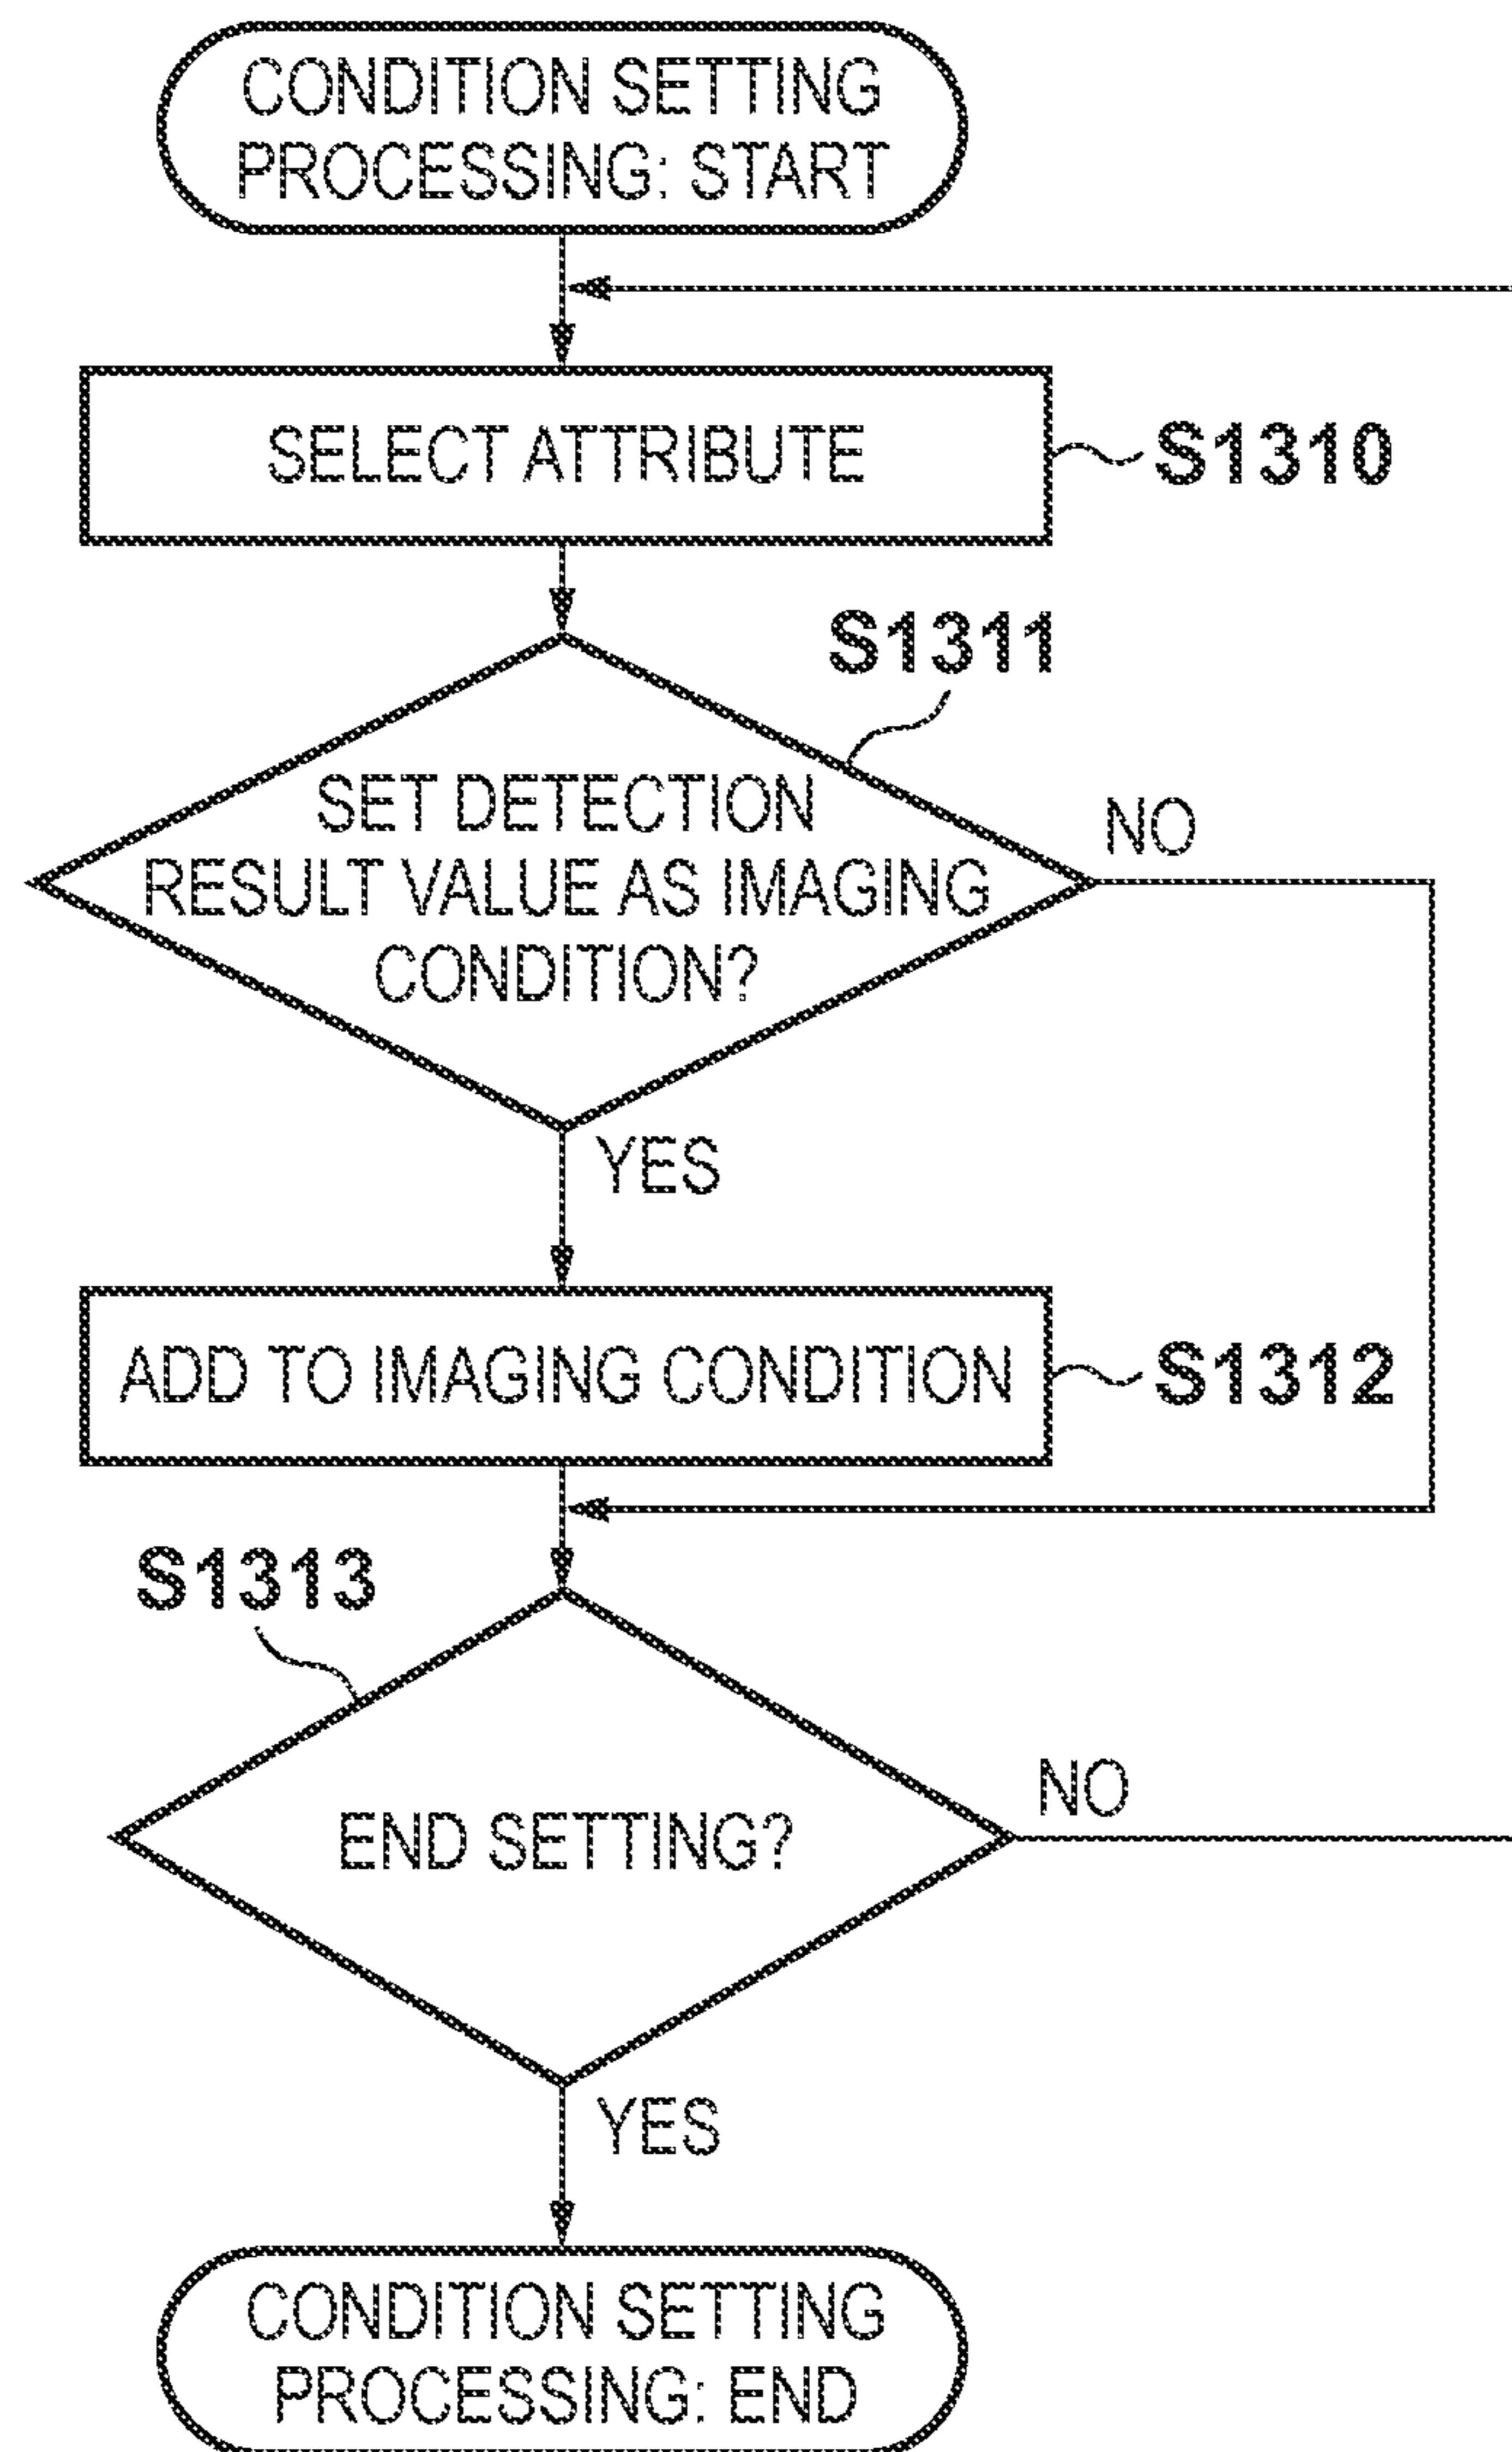 CONDITION SETTING
PROCESSING: START
SELECT ATTRIBUTE
S1310
S1311
SET DETECTION
RESULT VALUE AS IMAGING
CONDITION?
NO
YES
ADD TO IMAGING CONDITION
S1312
S1313
END SETTING?
NO
YES
CONDITION SETTING
PROCESSING: END